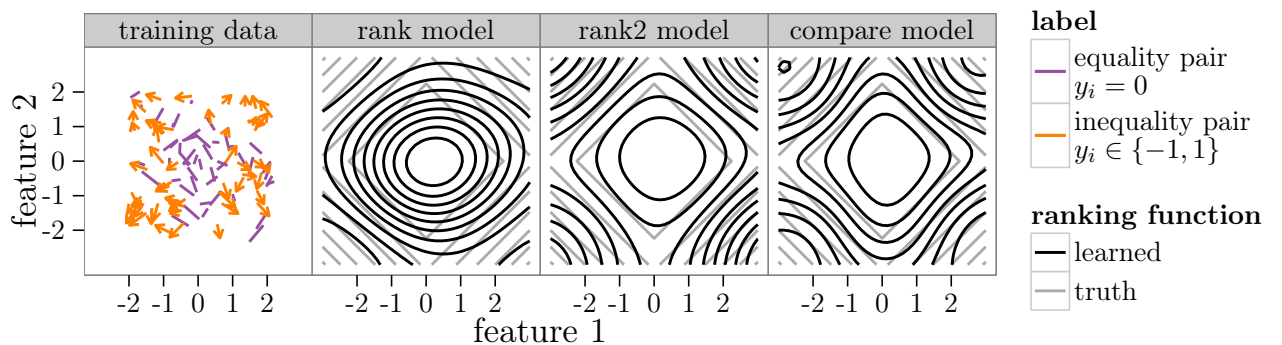 training data
rank model
rank2 model
compare model
feature 2
2
1
0
-1
-2
-2 -1 0 1 2
-2 -1 0 1 2
-2 -1 0 1 2
-2 -1 0 1 2
feature 1
label
equality pair
$y_i = 0$
inequality pair
$y_i \in \{-1, 1\}$
ranking function
learned
truth